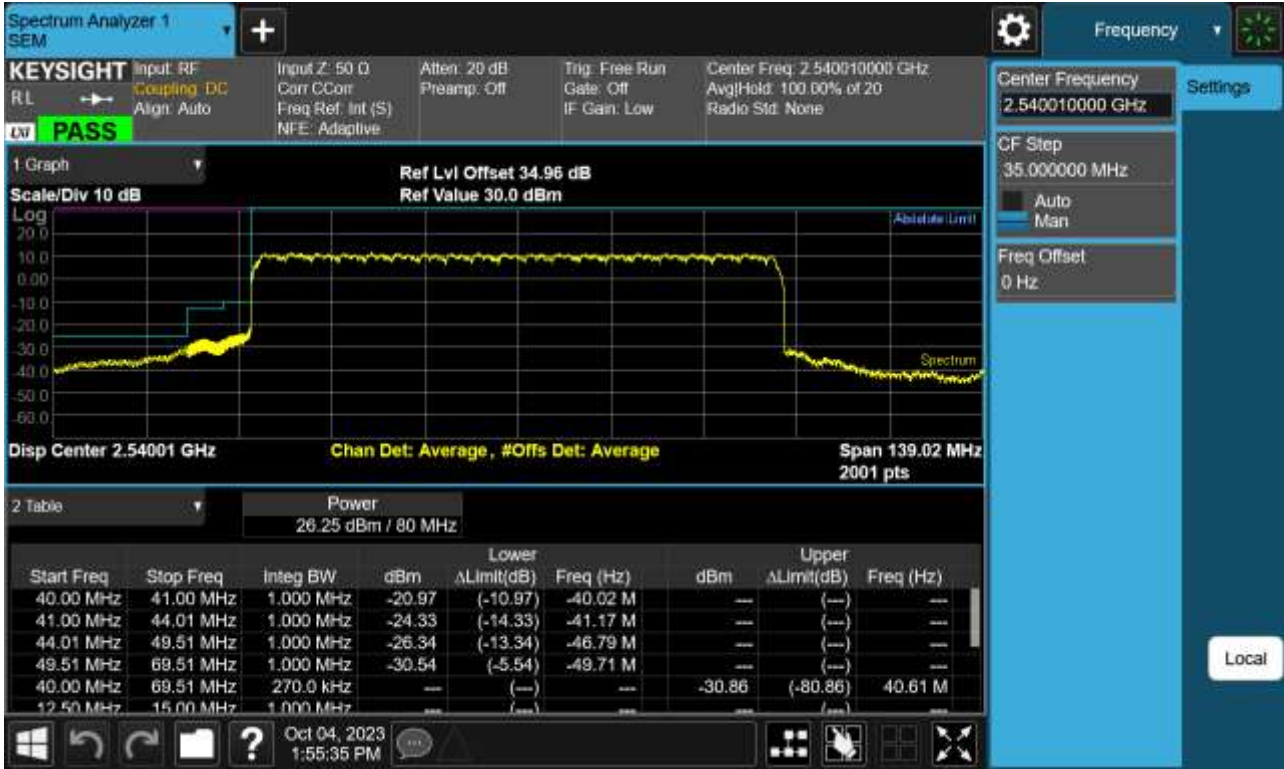 Spectrum Analyzer 1
SEM
Frequency
KEYSIGHT
RL
LXI PASS
Input: RF
Coupling: DC
Align: Auto
Input Z: 50 Ω
Corr CCorr
Freq Ref: Int (S)
NFE: Adaptive
Atten: 20 dB
Preamp: Off
Trig: Free Run
Gate: Off
IF Gain: Low
Center Freq: 2.540010000 GHz
Avg|Hold: 100.00% of 20
Radio Std: None
Center Frequency
2.540010000 GHz
Settings
CF Step
35.000000 MHz
Auto
Man
Freq Offset
0 Hz
Local
1 Graph
Scale/Div 10 dB
Ref Lvl Offset 34.96 dB
Ref Value 30.0 dBm
Log
20.0
10.0
0.00
-10.0
-20.0
-30.0
-40.0
-50.0
-60.0
Absolute Limit
Spectrum
Disp Center 2.54001 GHz
Chan Det: Average, #Offs Det: Average
Span 139.02 MHz
2001 pts
2 Table
Power
26.25 dBm / 80 MHz
Lower Upper
Start Freq Stop Freq Integ BW dBm ΔLimit(dB) Freq (Hz) dBm ΔLimit(dB) Freq (Hz)
40.00 MHz 41.00 MHz 1.000 MHz -20.97 (-10.97) -40.02 M --- (---) ---
41.00 MHz 44.01 MHz 1.000 MHz -24.33 (-14.33) -41.17 M --- (---) ---
44.01 MHz 49.51 MHz 1.000 MHz -26.34 (-13.34) -46.79 M --- (---) ---
49.51 MHz 69.51 MHz 1.000 MHz -30.54 (-5.54) -49.71 M --- (---) ---
40.00 MHz 69.51 MHz 270.0 kHz --- (---) --- -30.86 (-80.86) 40.61 M
12.50 MHz 15.00 MHz 1.000 MHz --- (---) --- --- (---) ---
?
Oct 04, 2023
1:55:35 PM